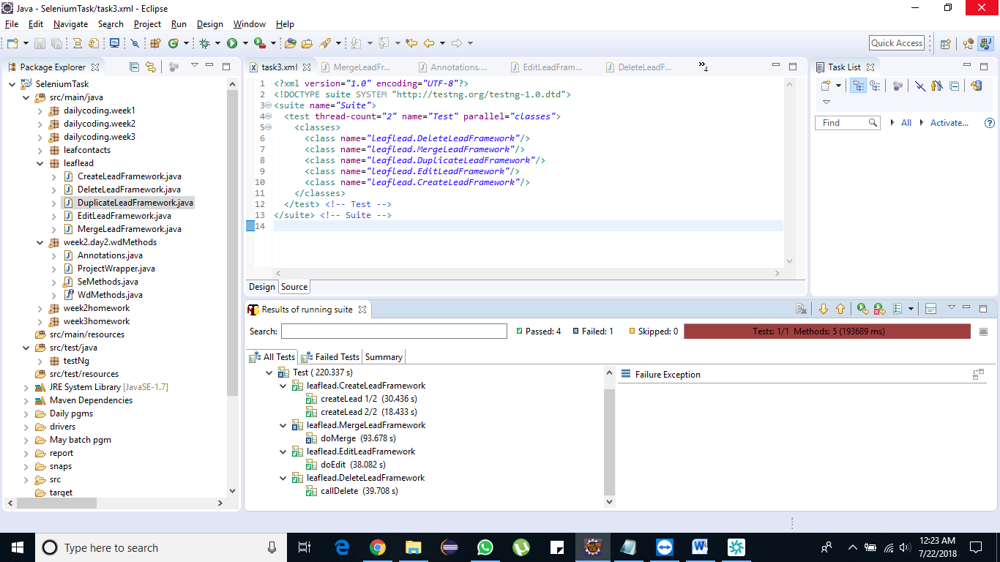 Java - SeleniumTask/task3.xml - Eclipse
File Edit Navigate Search Project Run Design Window Help
Quick Access
Package Explorer
SeleniumTask
src/main/java
dailycoding.week1
dailycoding.week2
dailycoding.week3
leafcontacts
leaflead
CreateLeadFramework.java
DeleteLeadFramework.java
DuplicateLeadFramework.java
EditLeadFramework.java
MergeLeadFramework.java
week2.day2.wdMethods
Annotations.java
ProjectWrapper.java
SeMethods.java
WdMethods.java
week2homework
week3homework
src/main/resources
src/test/java
testNg
src/test/resources
JRE System Library [JavaSE-1.7]
Maven Dependencies
Daily pgms
drivers
May batch pgm
report
snaps
src
target
task3.xml MergeLeadFr... Annotations.... EditLeadFram... DeleteLeadF... »4
1 <?xml version="1.0" encoding="UTF-8"?>
2 <!DOCTYPE suite SYSTEM "http://testng.org/testng-1.0.dtd">
3 <suite name="Suite">
4 <test thread-count="2" name="Test" parallel="classes">
5 <classes>
6 <class name="leaflead.DeleteLeadFramework"/>
7 <class name="leaflead.MergeLeadFramework"/>
8 <class name="leaflead.DuplicateLeadFramework"/>
9 <class name="leaflead.EditLeadFramework"/>
10 <class name="leaflead.CreateLeadFramework"/>
11 </classes>
12 </test> <!-- Test -->
13 </suite> <!-- Suite -->
14
Design Source
Task List
Find All Activate...
Results of running suite
Search: Passed: 4 Failed: 1 Skipped: 0 Tests: 1/1 Methods: 5 (193689 ms)
All Tests Failed Tests Summary
Test ( 220.337 s)
leaflead.CreateLeadFramework
createLead 1/2 (30.436 s)
createLead 2/2 (18.433 s)
leaflead.MergeLeadFramework
doMerge (93.678 s)
leaflead.EditLeadFramework
doEdit (38.082 s)
leaflead.DeleteLeadFramework
callDelete (39.708 s)
Failure Exception
Type here to search
12:23 AM
7/22/2018